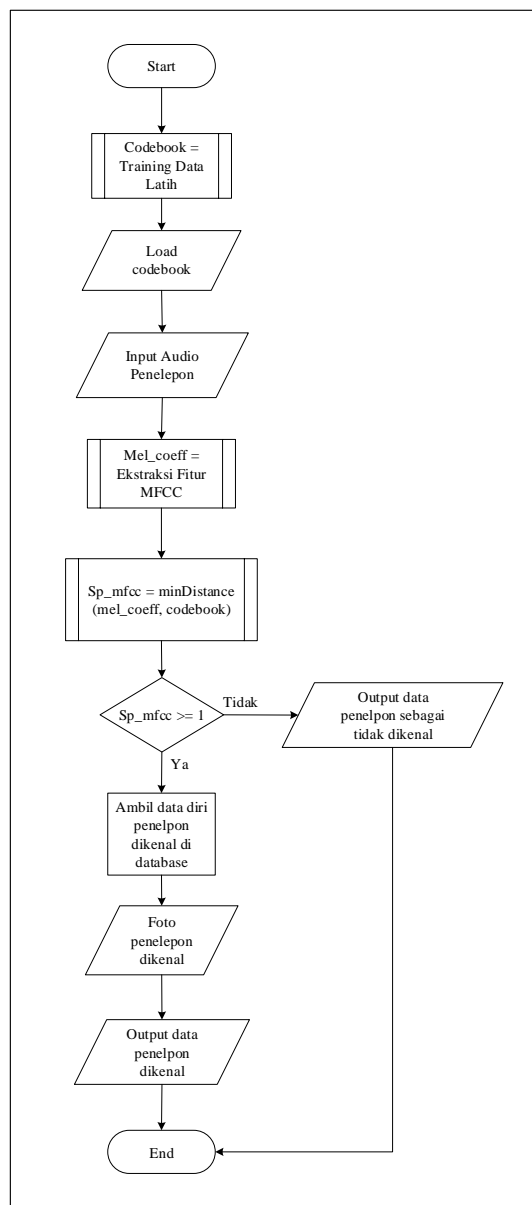 Start
Codebook =
Training Data
Latih
Load
codebook
Input Audio
Penelepon
Mel_coeff =
Ekstraksi Fitur
MFCC
Sp_mfcc = minDistance
(mel_coeff, codebook)
Sp_mfcc >= 1
Tidak
Output data
penelpon sebagai
tidak dikenal
Ya
Ambil data diri
penelpon
dikenal di
database
Foto
penelepon
dikenal
Output data
penelpon
dikenal
End